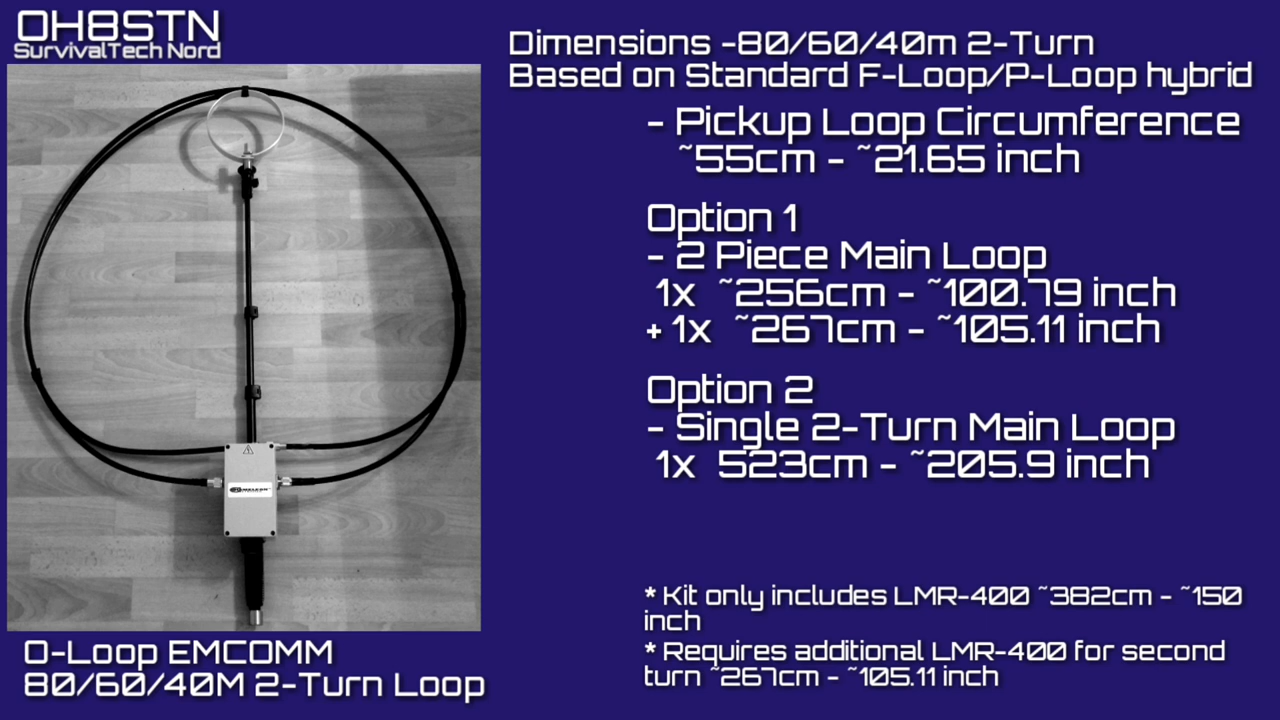 OH8STN
SurvivalTech Nord
Dimensions -80/60/40m 2-Turn
Based on Standard F-Loop/P-Loop hybrid
- Pickup Loop Circumference
~55cm - ~21.65 inch
Option 1
- 2 Piece Main Loop
1x ~256cm - ~100.79 inch
+ 1x ~267cm - ~105.11 inch
Option 2
- Single 2-Turn Main Loop
1x 523cm - ~205.9 inch
* Kit only includes LMR-400 ~382cm - ~150
inch
* Requires additional LMR-400 for second
turn ~267cm - ~105.11 inch
O-Loop EMCOMM
80/60/40M 2-Turn Loop